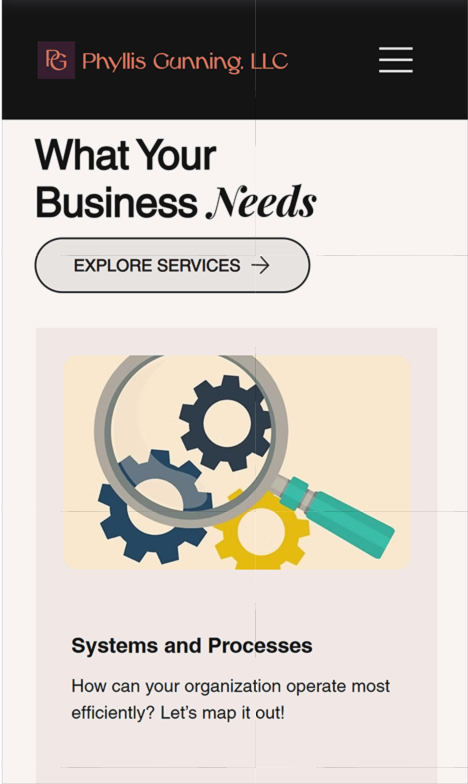 PG Phyllis Gunning, LLC
What Your
Business Needs
EXPLORE SERVICES →
Systems and Processes
How can your organization operate most
efficiently? Let’s map it out!